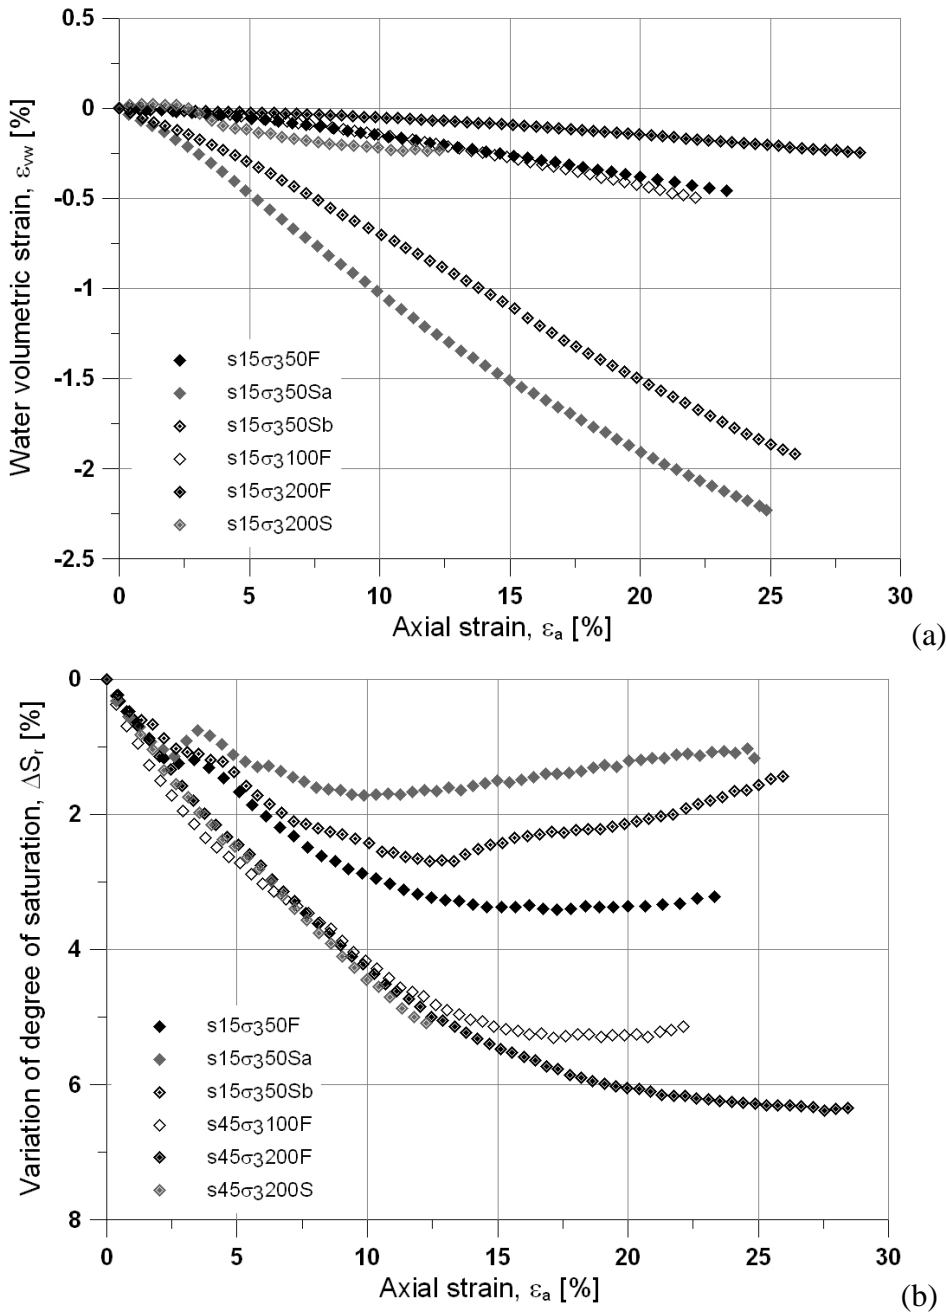 0.5
0
-0.5
-1
-1.5
-2
-2.5
Water volumetric strain, εvw [%]
s15σ350F
s15σ350Sa
s15σ350Sb
s15σ3100F
s15σ3200F
s15σ3200S
0 5 10 15 20 25 30
Axial strain, εa [%]
(a)
0
2
4
6
8
Variation of degree of saturation, ΔSr [%]
s15σ350F
s15σ350Sa
s15σ350Sb
s45σ3100F
s45σ3200F
s45σ3200S
0 5 10 15 20 25 30
Axial strain, εa [%]
(b)